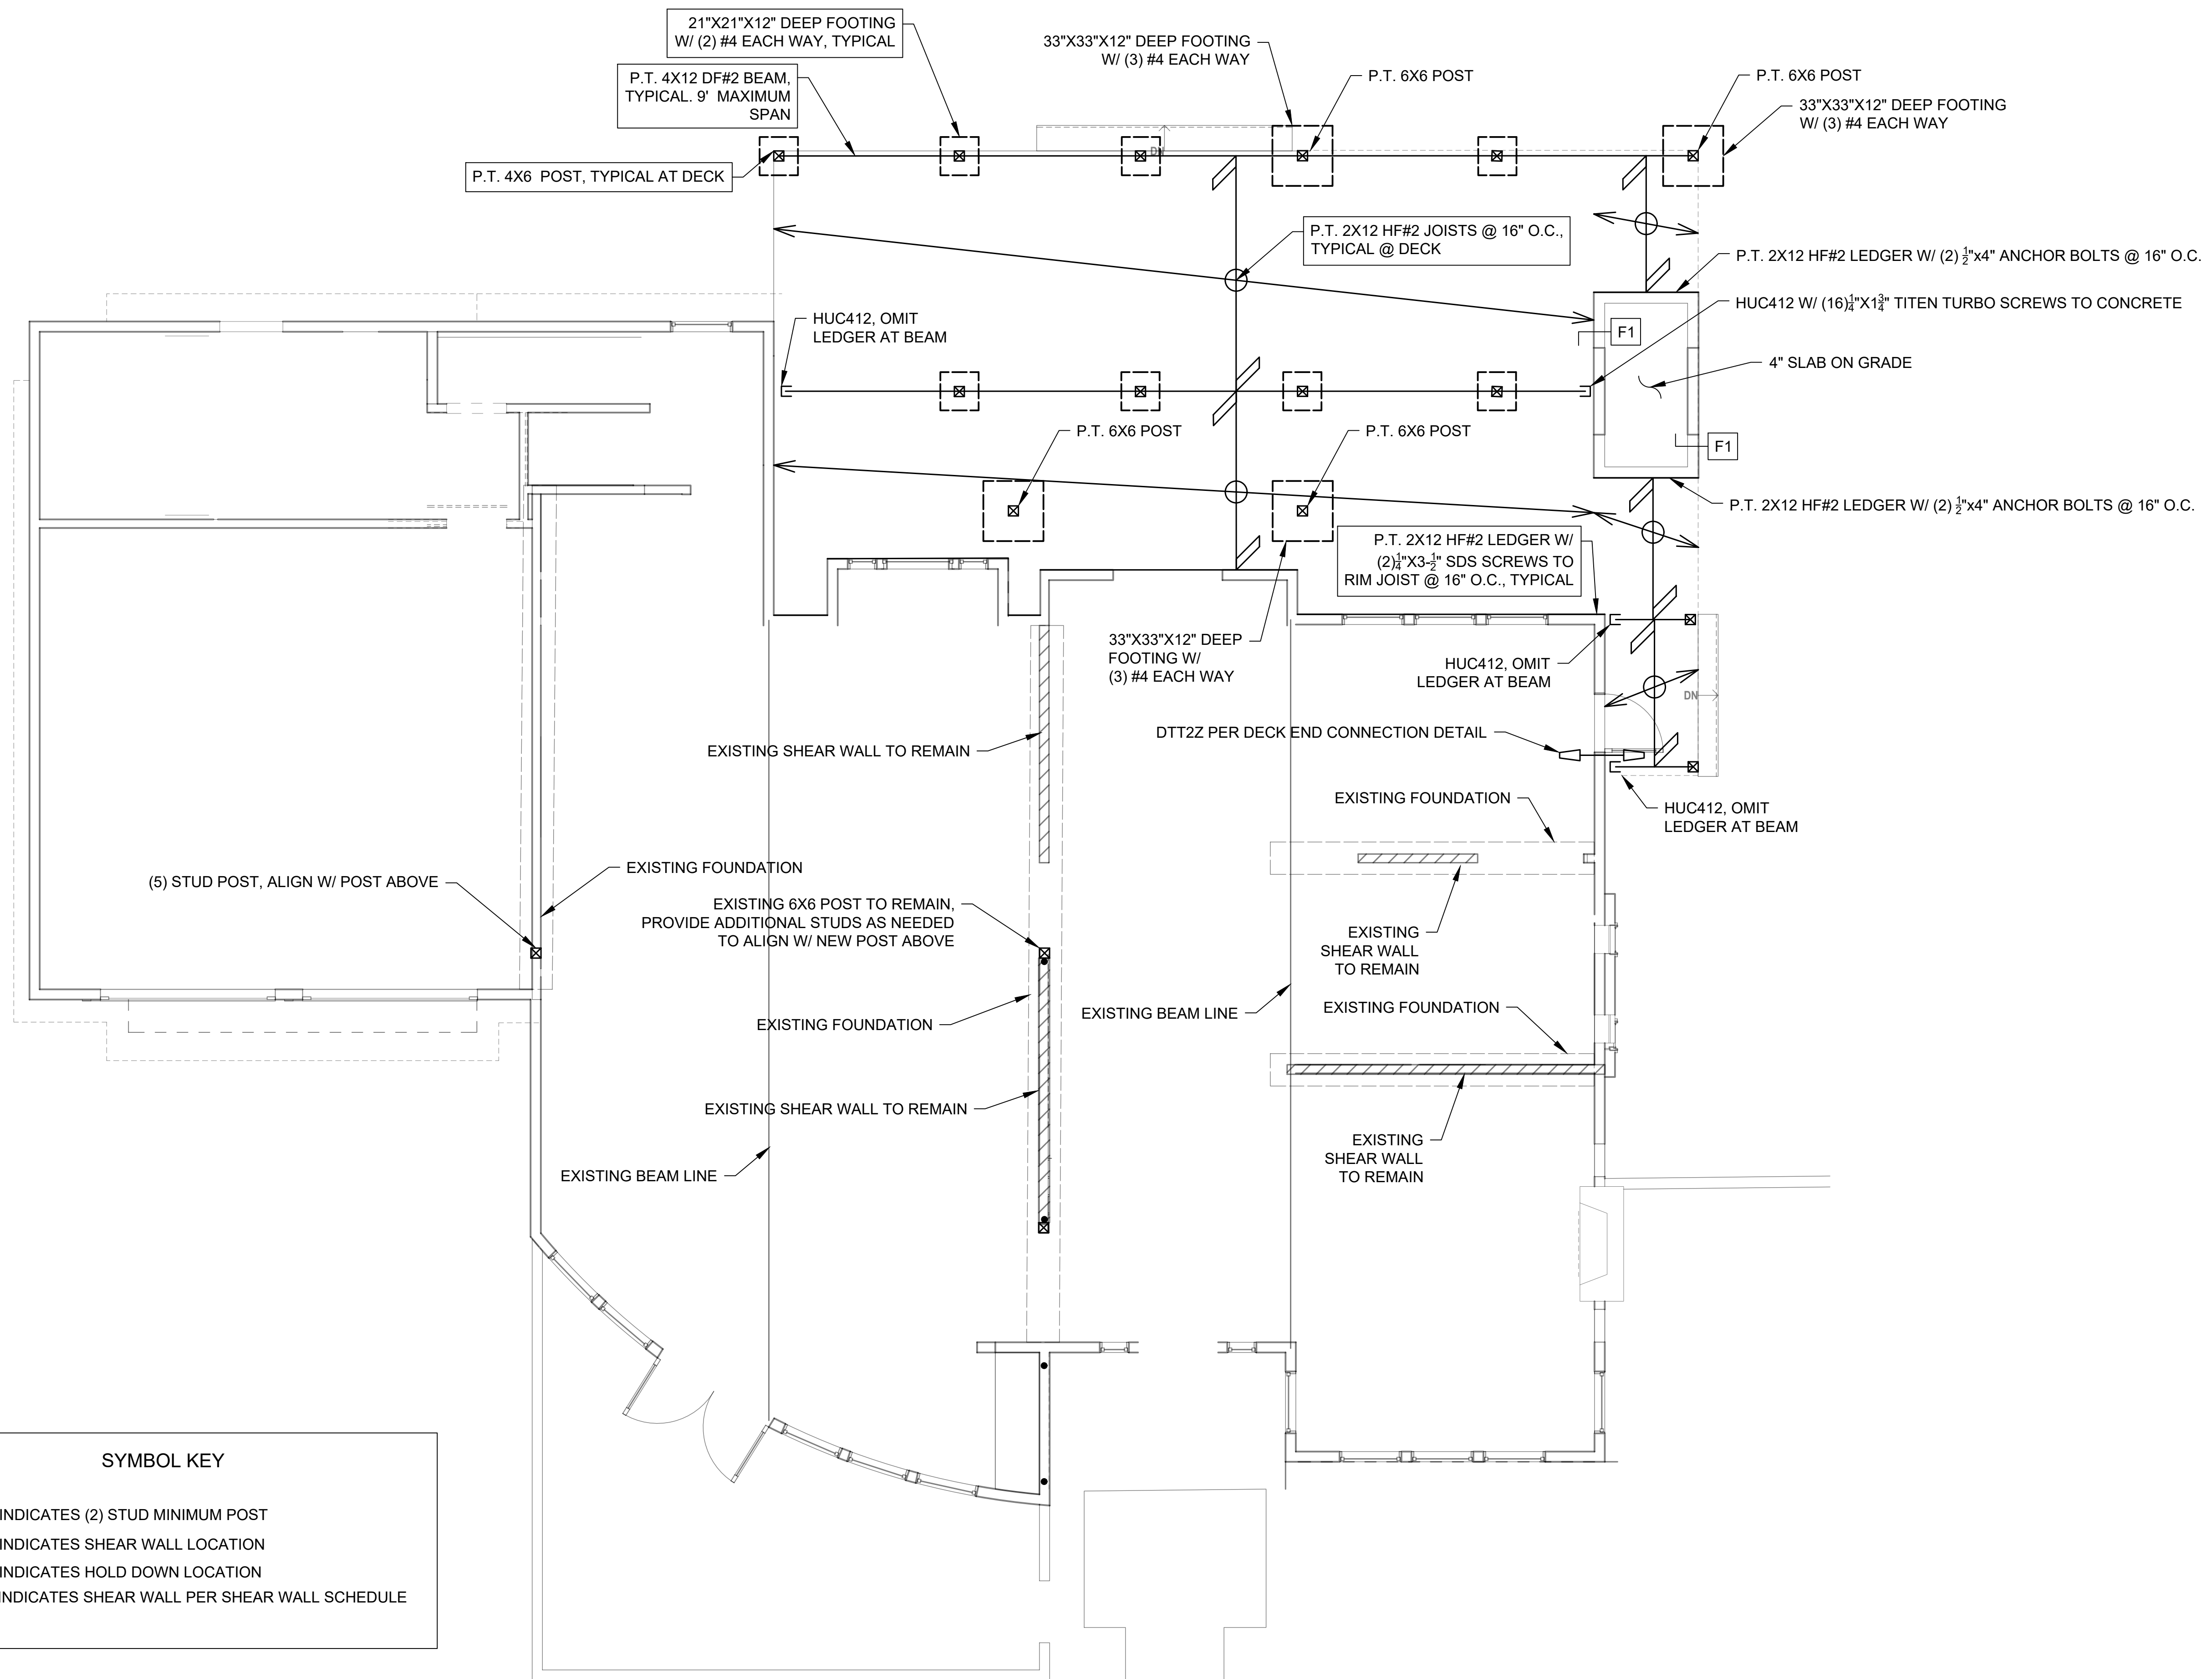 21"X21"X12" DEEP FOOTING
W/ (2) #4 EACH WAY, TYPICAL
33"X33"X12" DEEP FOOTING
W/ (3) #4 EACH WAY
P.T. 6X6 POST
P.T. 6X6 POST
P.T. 4X12 DF#2 BEAM,
TYPICAL. 9' MAXIMUM
SPAN
33"X33"X12" DEEP FOOTING
W/ (3) #4 EACH WAY
P.T. 4X6 POST, TYPICAL AT DECK
P.T. 2X12 HF#2 JOISTS @ 16" O.C.,
TYPICAL @ DECK
P.T. 2X12 HF#2 LEDGER W/ (2) 1/2"x4" ANCHOR BOLTS @ 16" O.C.
HUC412 W/ (16)1/4"X1 3/4" TITEN TURBO SCREWS TO CONCRETE
HUC412, OMIT
LEDGER AT BEAM
F1
4" SLAB ON GRADE
P.T. 6X6 POST
P.T. 6X6 POST
F1
P.T. 2X12 HF#2 LEDGER W/ (2) 1/2"x4" ANCHOR BOLTS @ 16" O.C.
P.T. 2X12 HF#2 LEDGER W/
(2)1/4"X3-1/2" SDS SCREWS TO
RIM JOIST @ 16" O.C., TYPICAL
33"X33"X12" DEEP
FOOTING W/
(3) #4 EACH WAY
HUC412, OMIT
LEDGER AT BEAM
DN
DTT2Z PER DECK END CONNECTION DETAIL
EXISTING SHEAR WALL TO REMAIN
EXISTING FOUNDATION
HUC412, OMIT
LEDGER AT BEAM
EXISTING FOUNDATION
(5) STUD POST, ALIGN W/ POST ABOVE
EXISTING 6X6 POST TO REMAIN,
PROVIDE ADDITIONAL STUDS AS NEEDED
TO ALIGN W/ NEW POST ABOVE
EXISTING
SHEAR WALL
TO REMAIN
EXISTING FOUNDATION
EXISTING BEAM LINE
EXISTING FOUNDATION
EXISTING SHEAR WALL TO REMAIN
EXISTING
SHEAR WALL
TO REMAIN
EXISTING BEAM LINE
SYMBOL KEY
INDICATES (2) STUD MINIMUM POST
INDICATES SHEAR WALL LOCATION
INDICATES HOLD DOWN LOCATION
INDICATES SHEAR WALL PER SHEAR WALL SCHEDULE